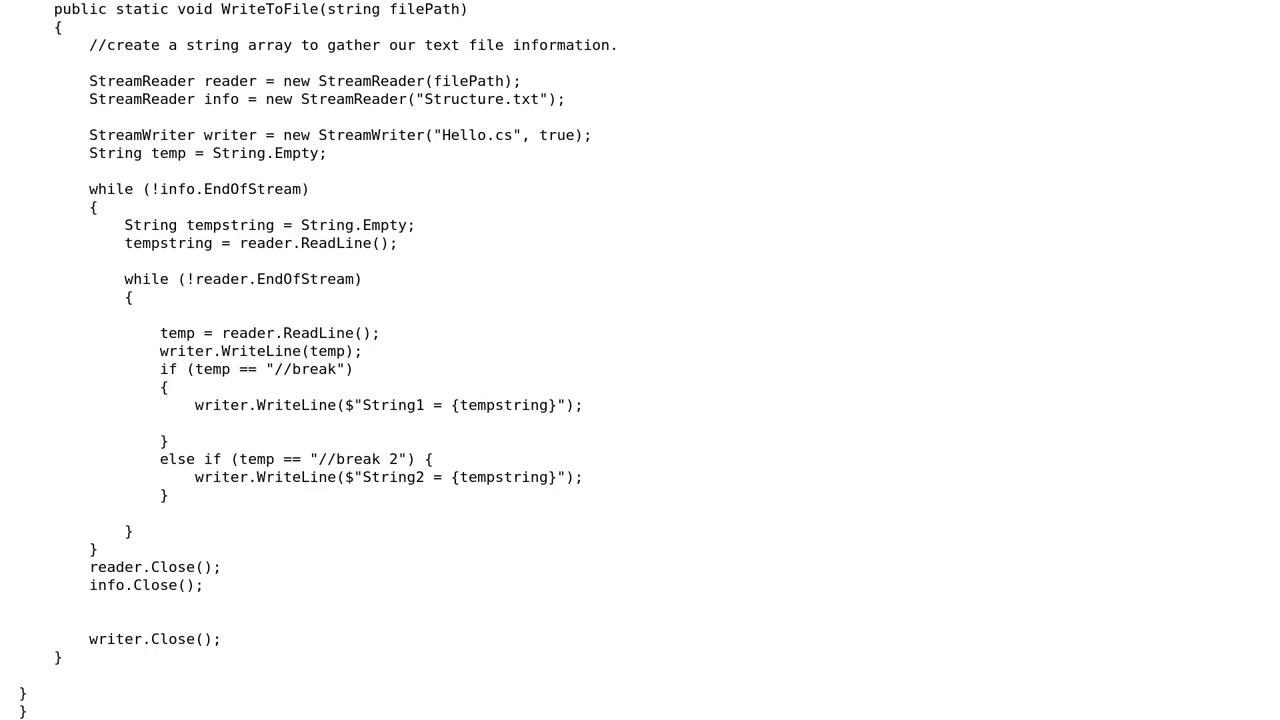 public static void WriteToFile(string filePath)
{
//create a string array to gather our text file information.
StreamReader reader = new StreamReader(filePath);
StreamReader info = new StreamReader("Structure.txt");
StreamWriter writer = new StreamWriter("Hello.cs", true);
String temp = String.Empty;
while (!info.EndOfStream)
{
String tempstring = String.Empty;
tempstring = reader.ReadLine();
while (!reader.EndOfStream)
{
temp = reader.ReadLine();
writer.WriteLine(temp);
if (temp == "//break")
{
writer.WriteLine($"String1 = {tempstring}");
}
else if (temp == "//break 2") {
writer.WriteLine($"String2 = {tempstring}");
}
}
}
reader.Close();
info.Close();
writer.Close();
}
}
}